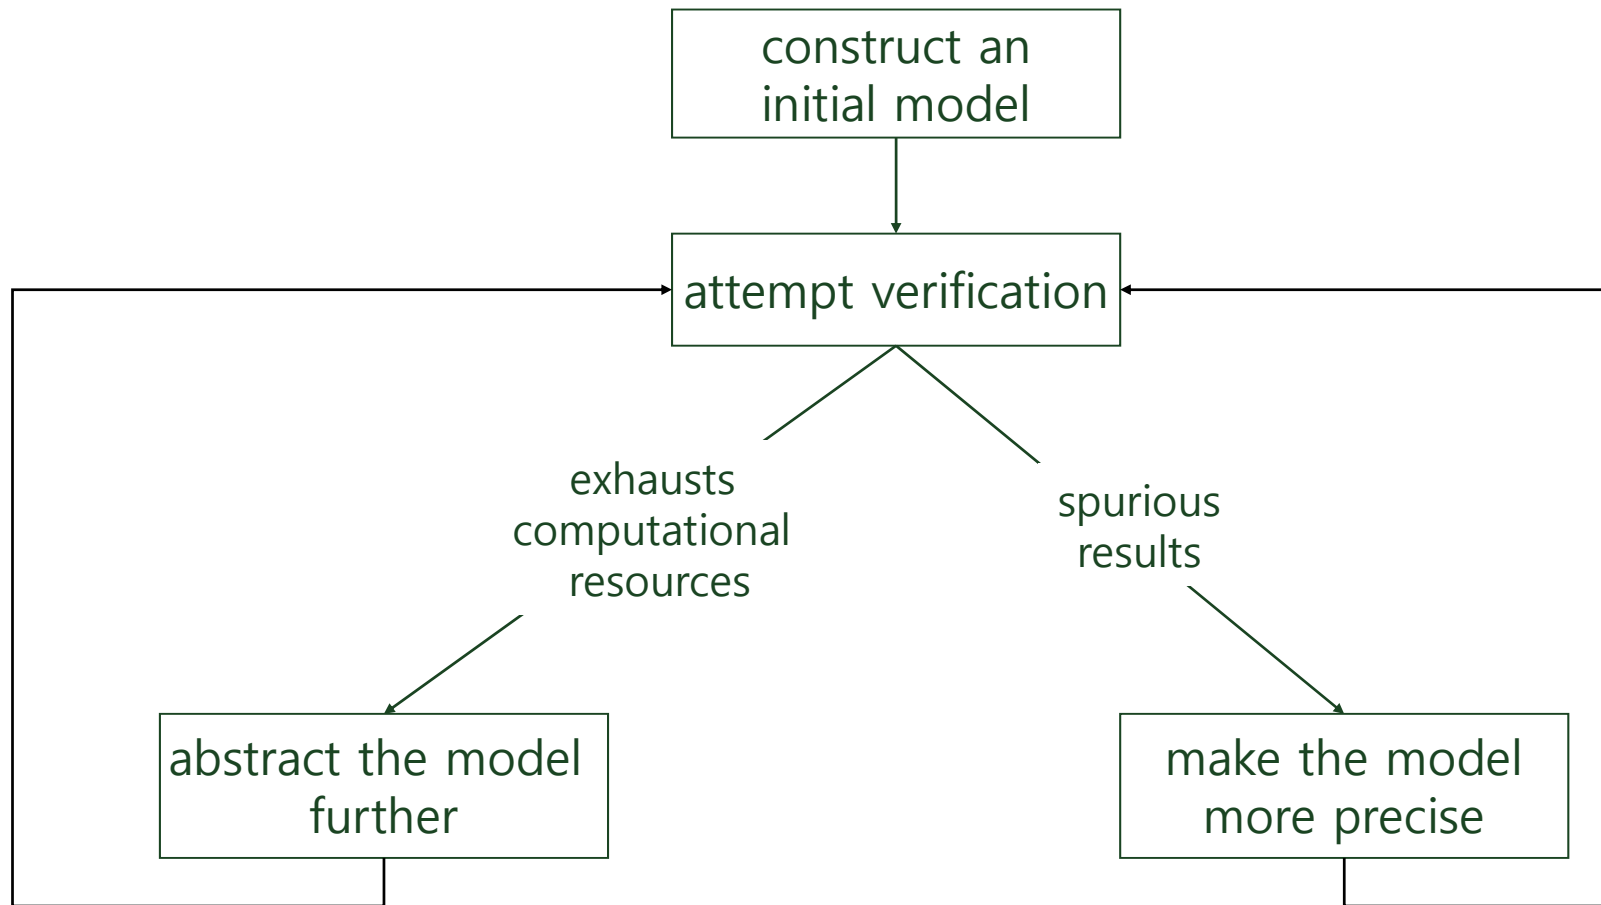 construct an
initial model
attempt verification
exhausts
computational
resources
spurious
results
abstract the model
further
make the model
more precise